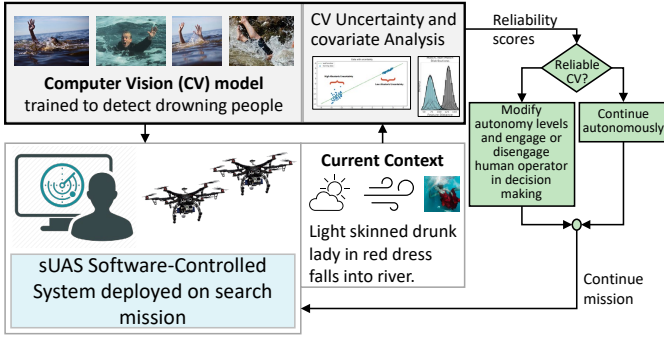 Computer Vision (CV) model
trained to detect drowning people
CV Uncertainty and
covariate Analysis
Reliability
scores
Reliable
CV?
Modify
autonomy levels
and engage or
disengage
human operator
in decision
making
Continue
autonomously
Current Context
Light skinned drunk
lady in red dress
falls into river.
sUAS Software-Controlled
System deployed on search
mission
Continue
mission